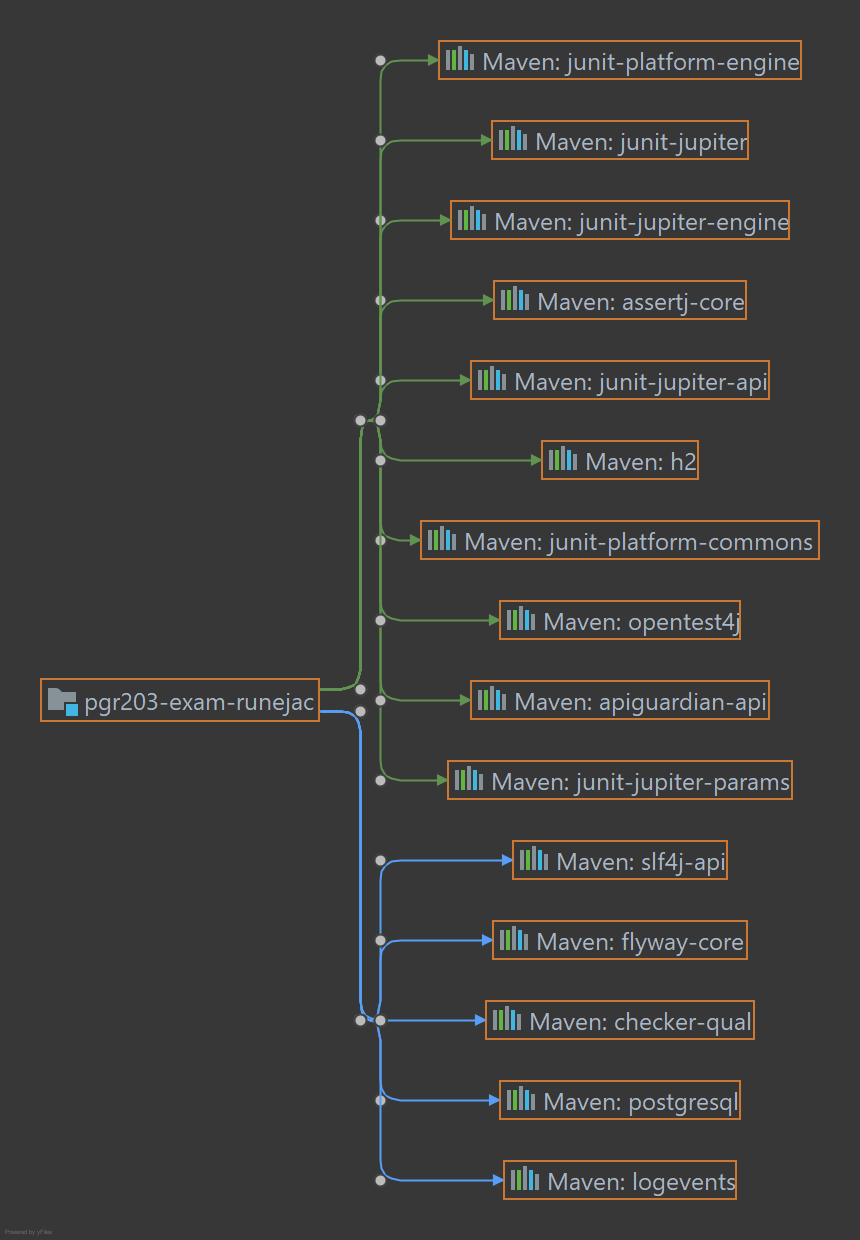 Maven: junit-platform-engine
Maven: junit-jupiter
Maven: junit-jupiter-engine
Maven: assertj-core
Maven: junit-jupiter-api
Maven: h2
Maven: junit-platform-commons
Maven: opentest4j
pgr203-exam-runejac
Maven: apiguardian-api
Maven: junit-jupiter-params
Maven: slf4j-api
Maven: flyway-core
Maven: checker-qual
Maven: postgresql
Maven: logevents
Powered by yFiles